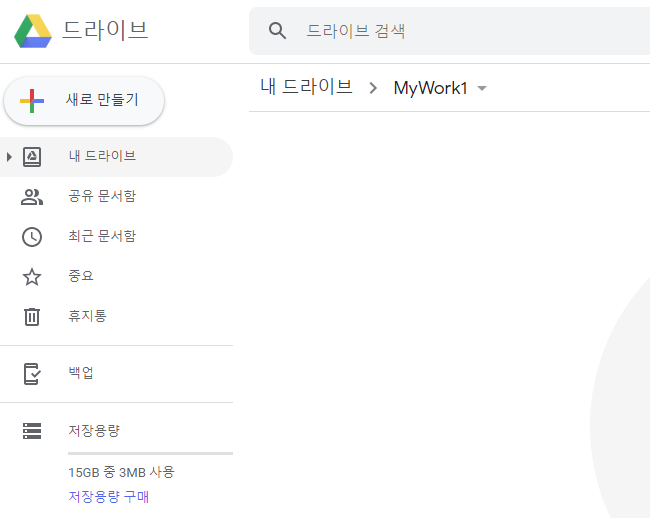 드라이브
드라이브 검색
새로 만들기
내 드라이브 MyWork1
내 드라이브
공유 문서함
최근 문서함
중요
휴지통
백업
저장용량
15GB 중 3MB 사용
저장용량 구매